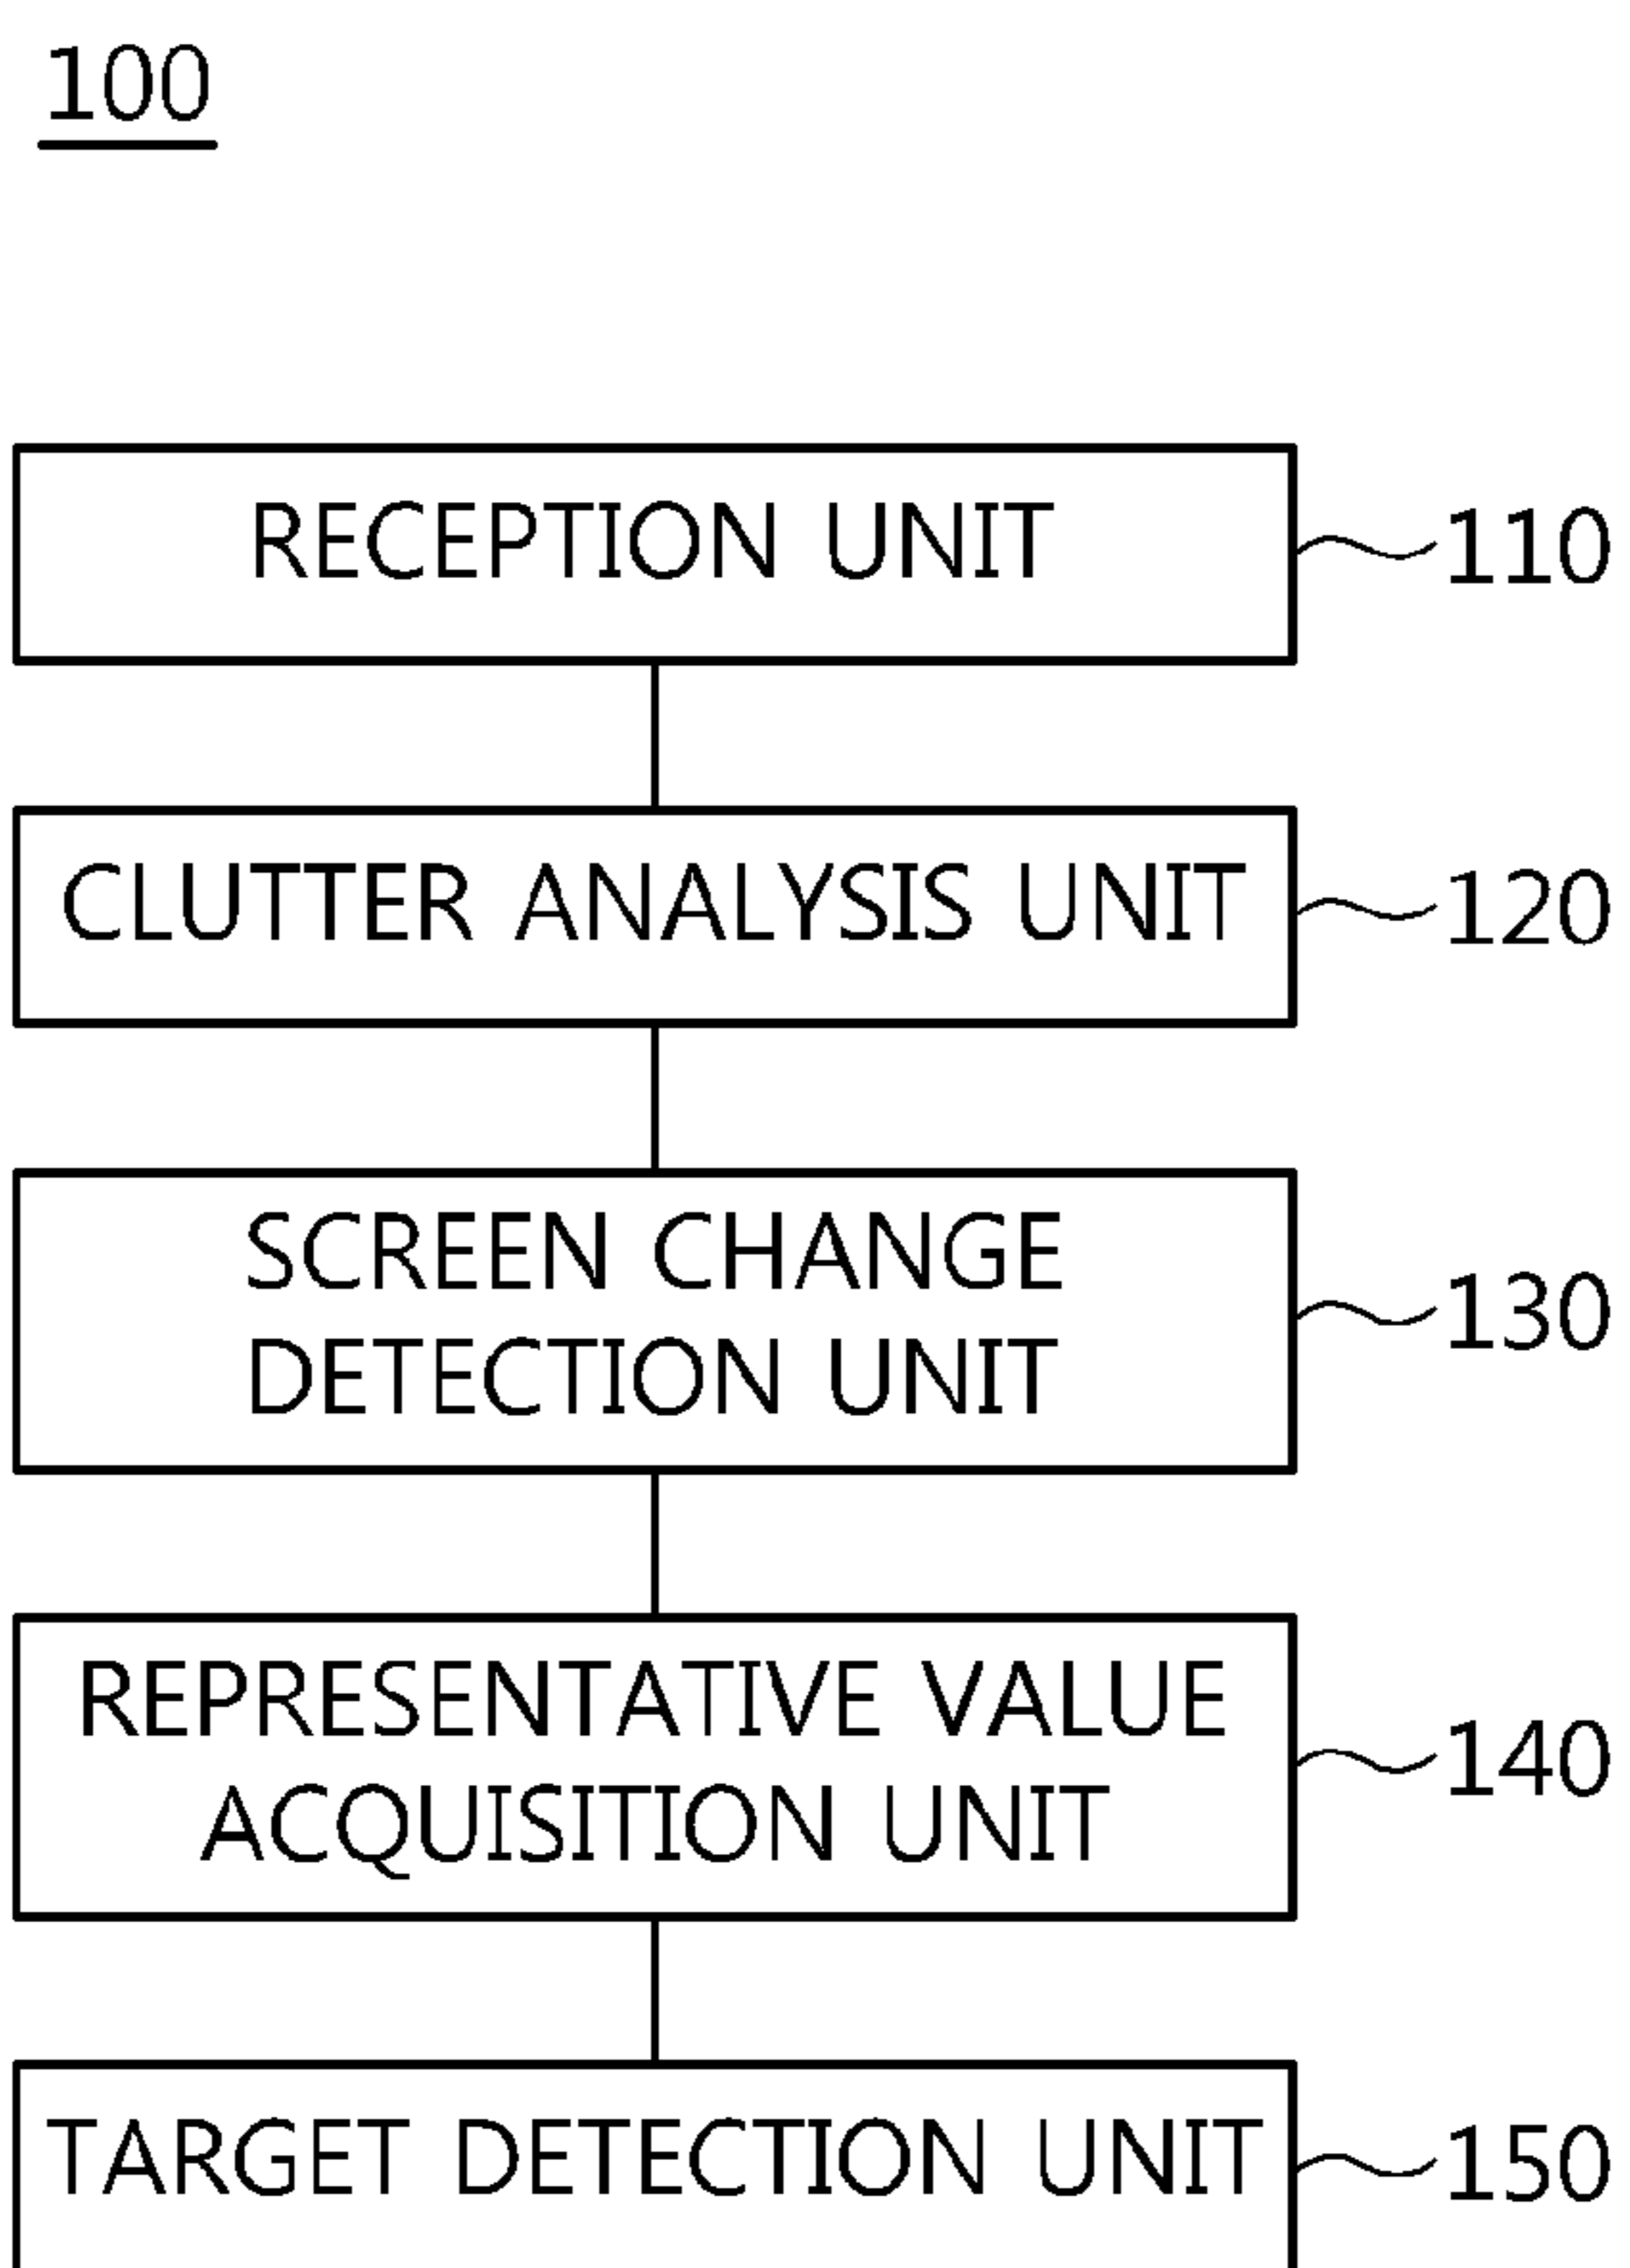 100
RECEPTION UNIT
110
CLUTTER ANALYSIS UNIT
120
SCREEN CHANGE
DETECTION UNIT
130
REPRESENTATIVE VALUE
ACQUISITION UNIT
140
TARGET DETECTION UNIT
150